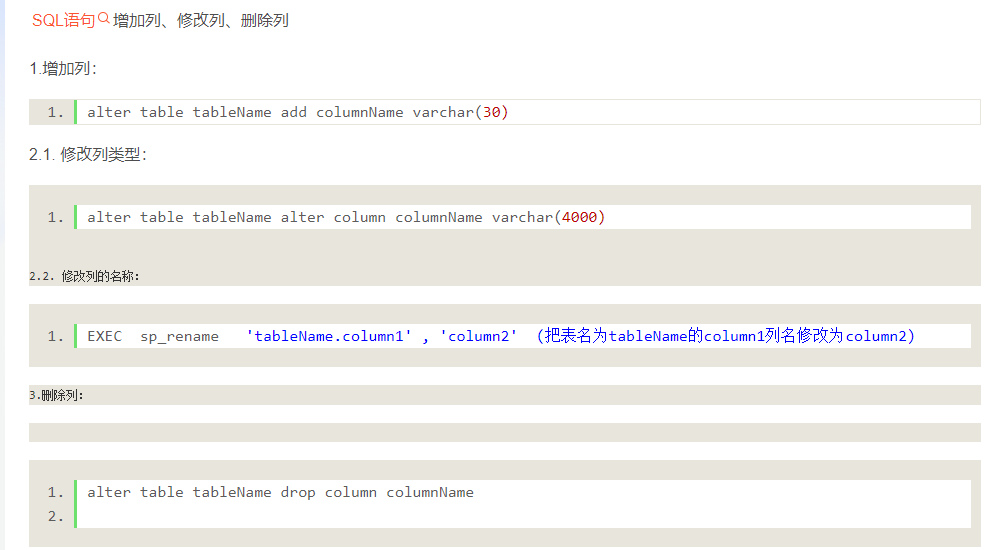 SQL语句 增加列、修改列、删除列
1.增加列：
1. alter table tableName add columnName varchar(30)
2.1. 修改列类型：
1. alter table tableName alter column columnName varchar(4000)
2.2. 修改列的名称：
1. EXEC  sp_rename   'tableName.column1' , 'column2'  (把表名为tableName的column1列名修改为column2)
3.删除列：
1. alter table tableName drop column columnName
2.